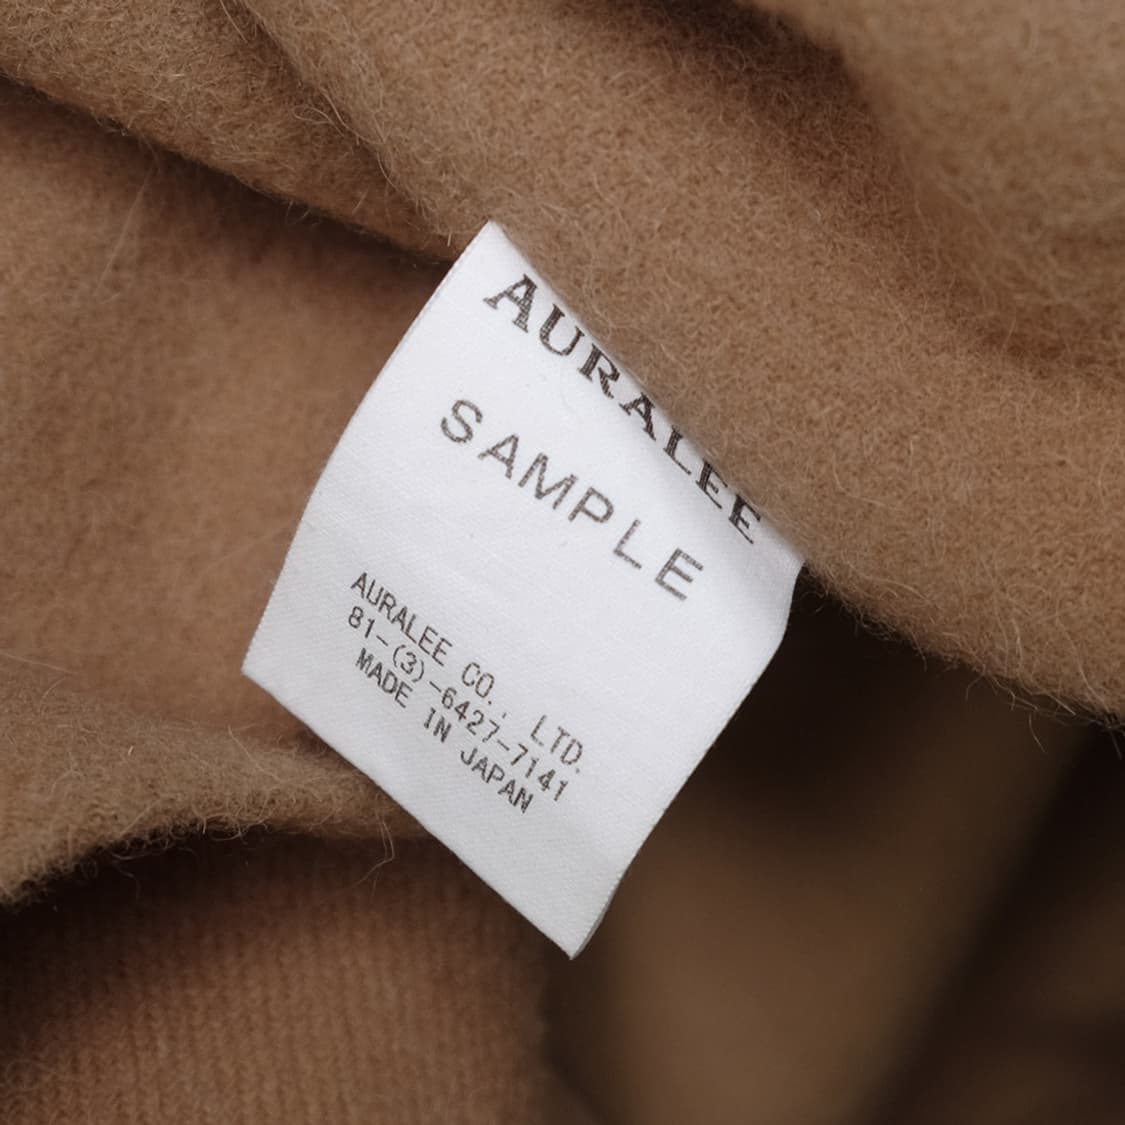 AURALEE
SAMPLE
AURALEE CO., LTD.
81-(3)-6427-7141
MADE IN JAPAN